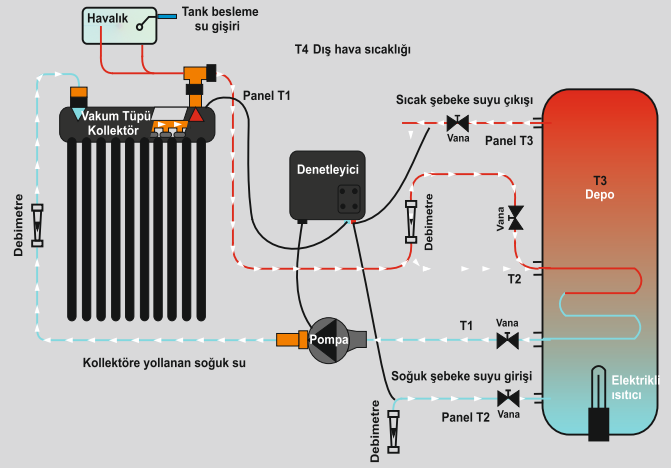 Havalık
Tank besleme
su gişiri
T4 Dış hava sıcaklığı
Panel T1
Sıcak şebeke suyu çıkışı
Vakum Tüpü
Kollektör
Vana
Panel T3
Denetleyici
T3
Depo
Debimetre
Debimetre
Vana
T2
T1
Vana
Pompa
Kollektöre yollanan soğuk su
Soğuk şebeke suyu girişi
Elektrikli
ısıtıcı
Vana
Panel T2
Debimetre